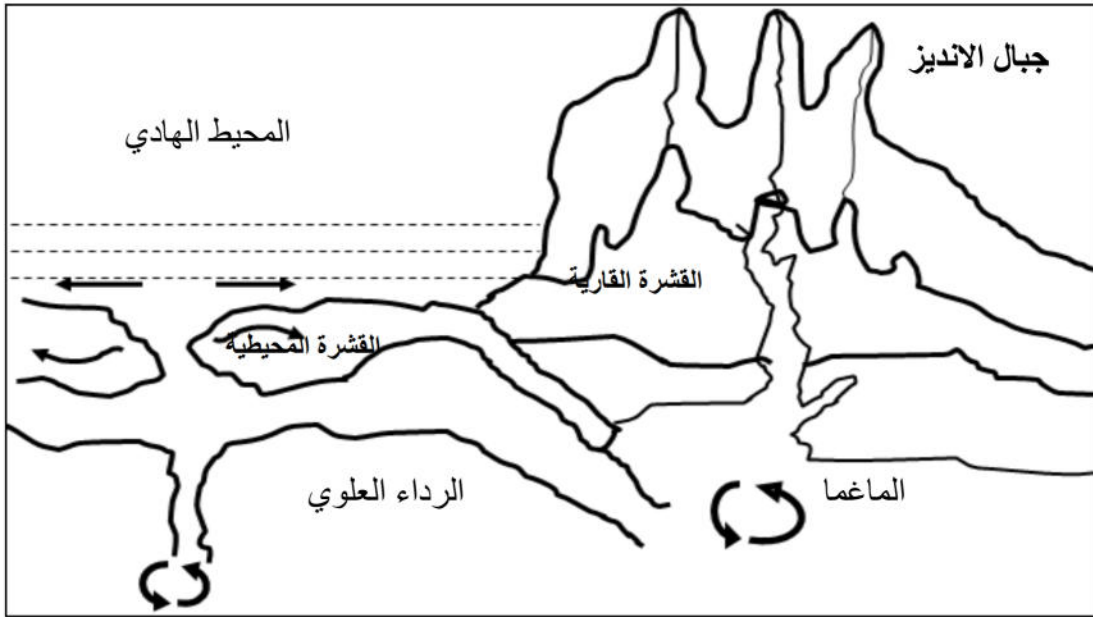 جبال الانديز
المحيط الهادي
القشرة القارية
القشرة المحيطية
الرداء العلوي
الماغما